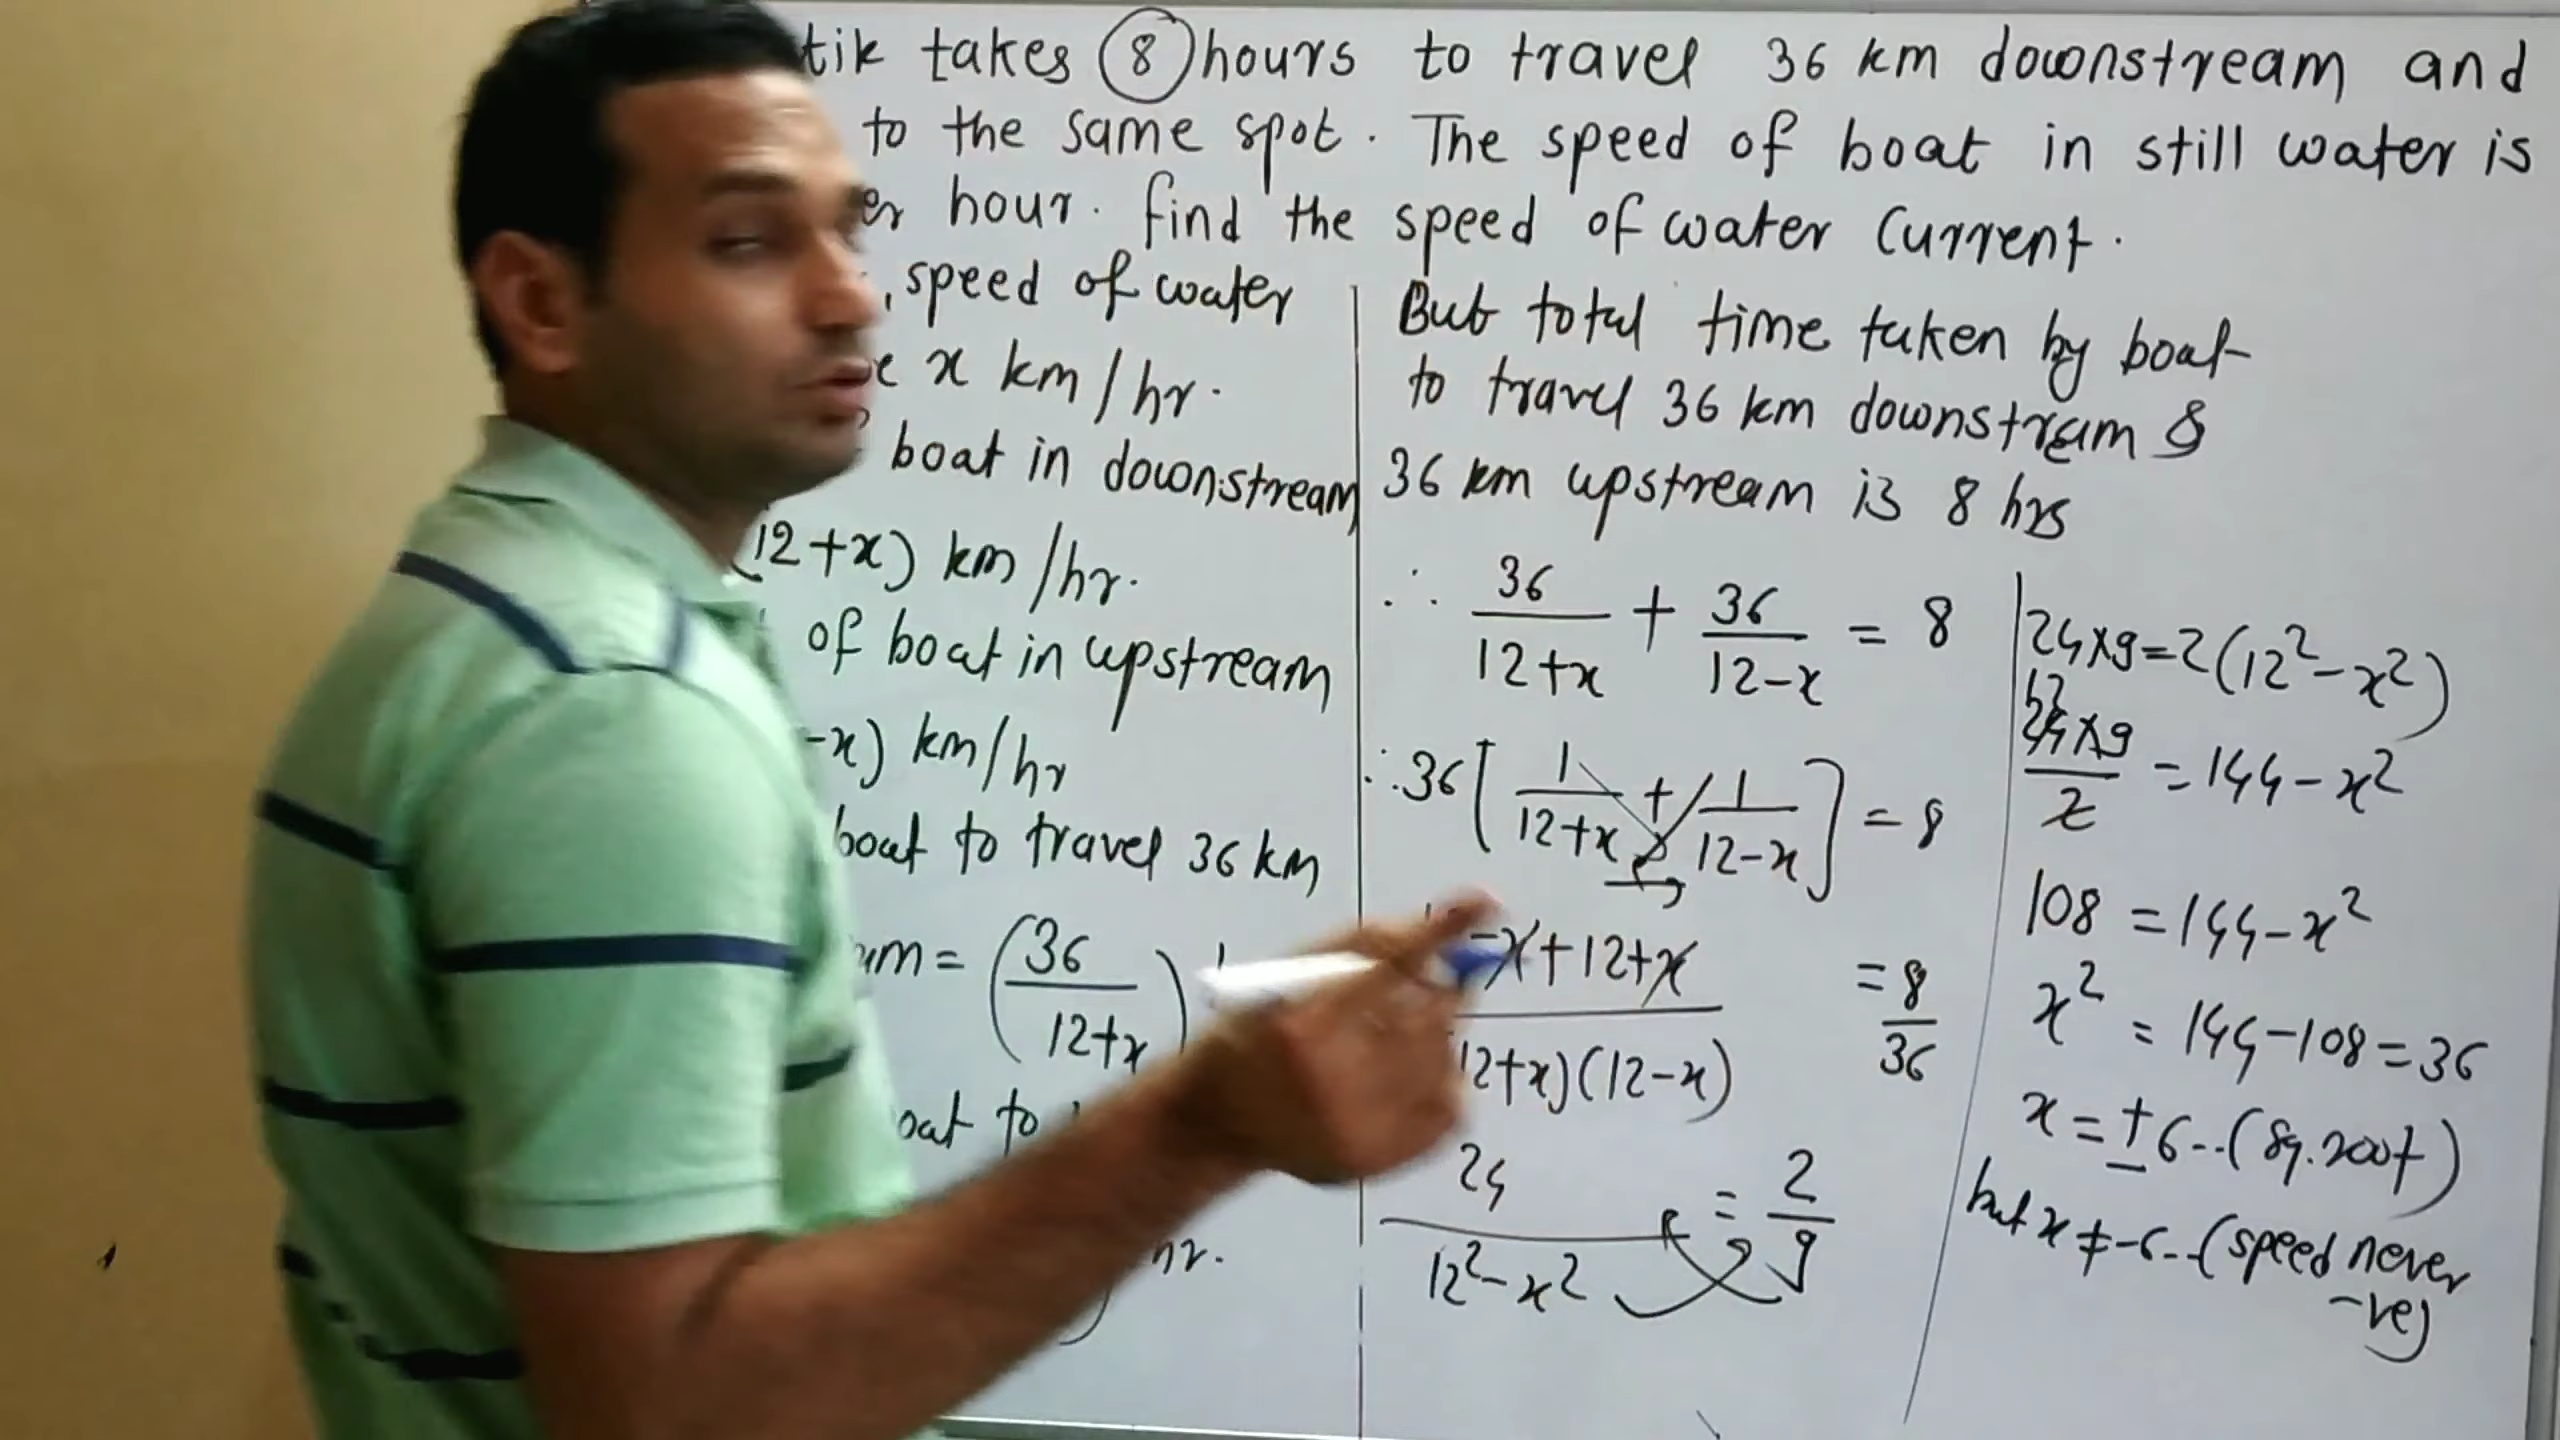 tik takes 8 hours to travel 36 km downstream and
to the same spot. The speed of boat in still water is
er hour. find the speed of water current.
, speed of water
x km/hr.
boat in downstream
(12+x) km/hr.
of boat in upstream
-x) km/hr
boat to travel 36 km
am = (36/12+x)
oat to
hr.
But total time taken by boat
to travel 36 km downstream &
36 km upstream is 8 hrs
∴ 36/12+x + 36/12-x = 8
∴ 36[1/12+x + 1/12-x] = 8
-x+12+x/12+x)(12-x) = 8/36
24/12²-x² = 2/9
24×9=2(12²-x²)
12
24×9/2 = 144-x²
108 = 144-x²
x² = 144-108=36
x = ±6--(sq.root)
but x ≠ -6--(speed never
-ve)